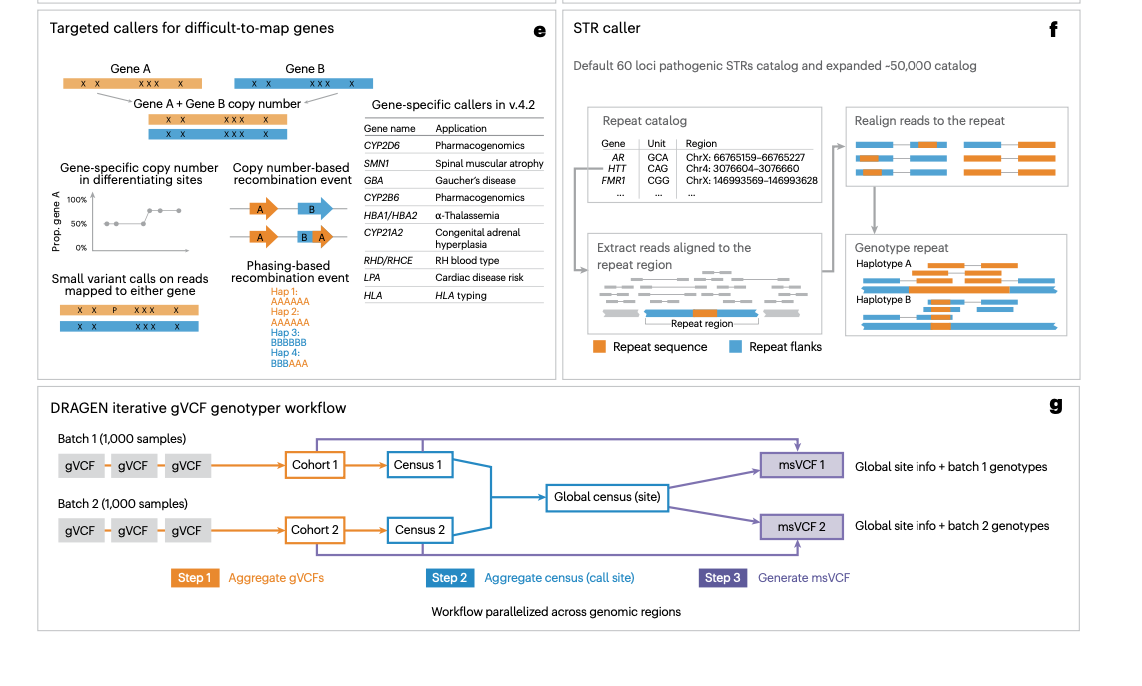 Targeted callers for difficult-to-map genes
e
Gene A
Gene B
X X X X X X
X X X X X X
Gene A + Gene B copy number
X X X X X X
X X X X X X
Gene-specific copy number
in differentiating sites
Prop. gene A
100%
50%
0%
Copy number-based
recombination event
A
B
A
B A
Small variant calls on reads
mapped to either gene
X X P X X X X
X X X X X X
Phasing-based
recombination event
Hap 1:
AAAAAA
Hap 2:
AAAAAA
Hap 3:
BBBBBB
Hap 4:
BBBAAA
Gene-specific callers in v.4.2
Gene name Application
CYP2D6 Pharmacogenomics
SMN1 Spinal muscular atrophy
GBA Gaucher's disease
CYP2B6 Pharmacogenomics
HBA1/HBA2 α-Thalassemia
CYP21A2 Congenital adrenal
hyperplasia
RHD/RHCE RH blood type
LPA Cardiac disease risk
HLA HLA typing
STR caller
f
Default 60 loci pathogenic STRs catalog and expanded ~50,000 catalog
Repeat catalog
Gene Unit Region
AR GCA ChrX: 66765159–66765227
HTT CAG Chr4: 3076604–3076660
FMR1 CGG ChrX: 146993569–146993628
... ... ...
Extract reads aligned to the
repeat region
Repeat region
Realign reads to the repeat
Genotype repeat
Haplotype A
Haplotype B
Repeat sequence
Repeat flanks
DRAGEN iterative gVCF genotyper workflow
g
Batch 1 (1,000 samples)
gVCF gVCF gVCF Cohort 1 Census 1
Batch 2 (1,000 samples)
gVCF gVCF gVCF Cohort 2 Census 2
Global census (site)
msVCF 1 Global site info + batch 1 genotypes
msVCF 2 Global site info + batch 2 genotypes
Step 1 Aggregate gVCFs
Step 2 Aggregate census (call site)
Step 3 Generate msVCF
Workflow parallelized across genomic regions